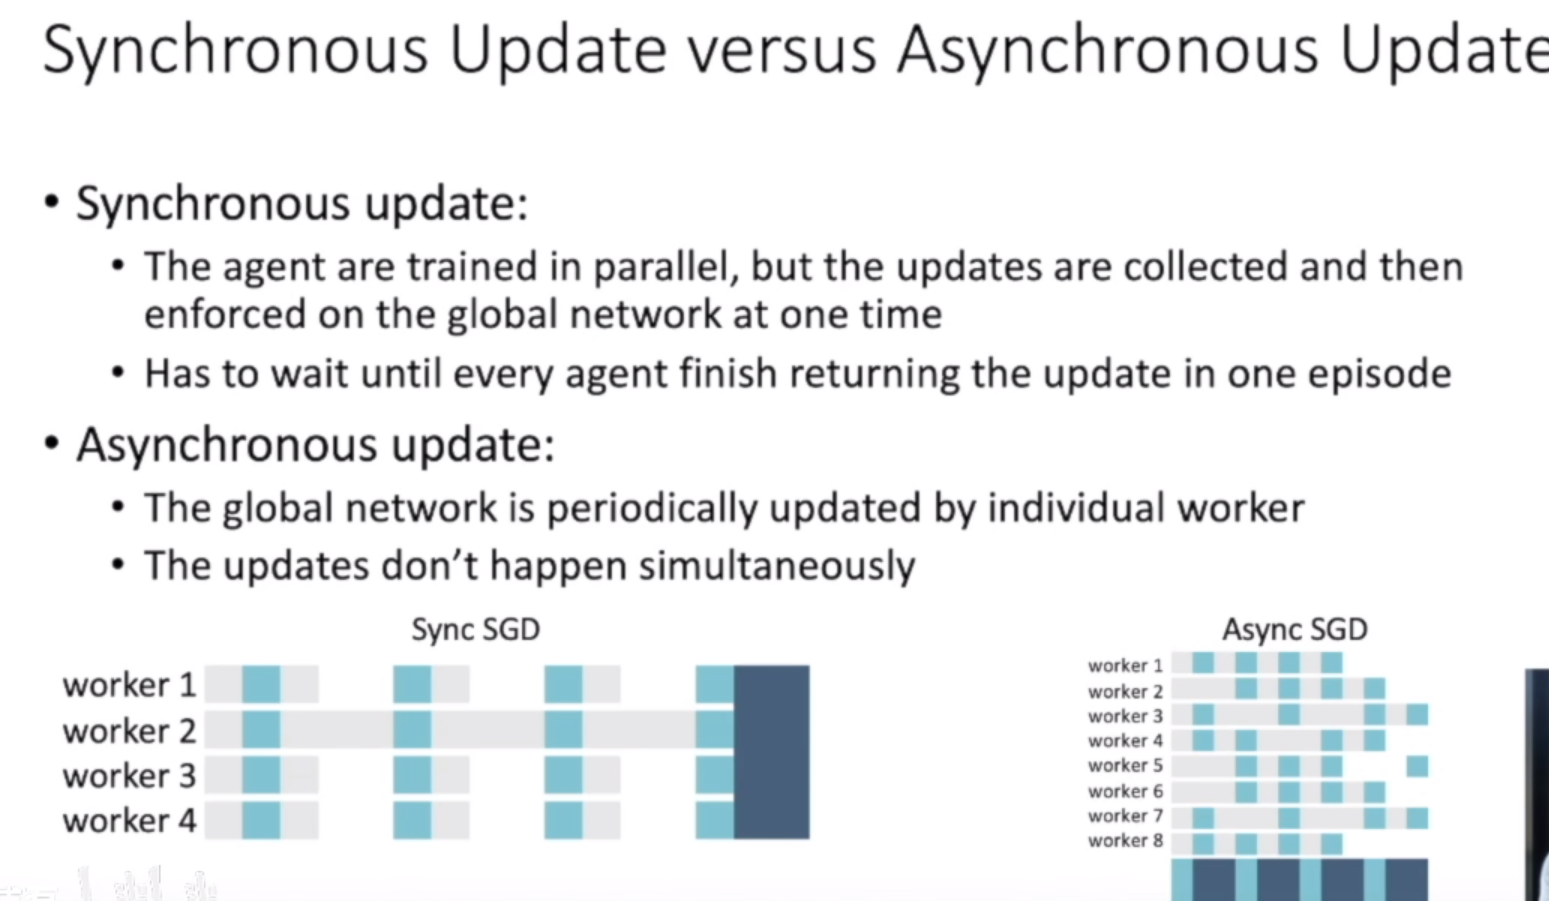 Synchronous Update versus Asynchronous Update
• Synchronous update:
• The agent are trained in parallel, but the updates are collected and then
enforced on the global network at one time
• Has to wait until every agent finish returning the update in one episode
• Asynchronous update:
• The global network is periodically updated by individual worker
• The updates don't happen simultaneously
Sync SGD
worker 1
worker 2
worker 3
worker 4
Async SGD
worker 1
worker 2
worker 3
worker 4
worker 5
worker 6
worker 7
worker 8